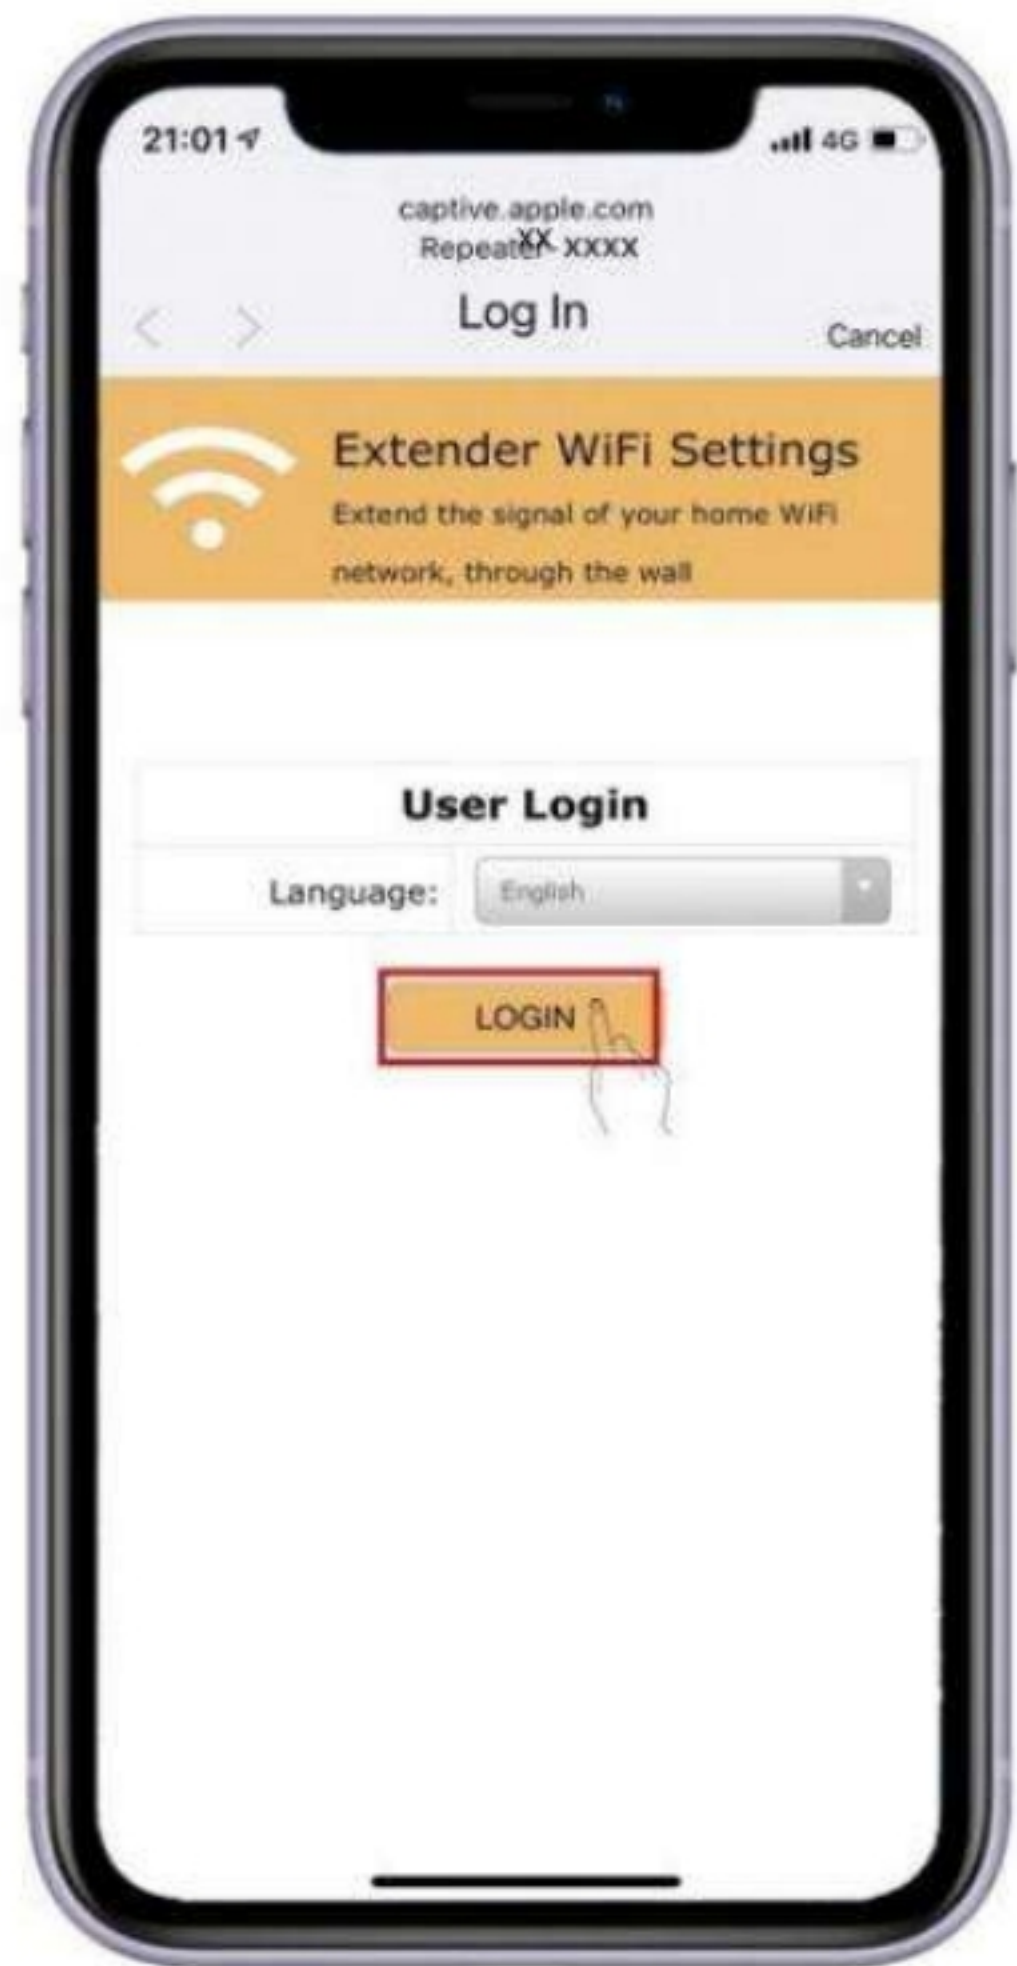 21:01
4G
captive.apple.com
XX
Repeater XXXX
Log In
Cancel
Extender WiFi Settings
Extend the signal of your home WiFi
network, through the wall
User Login
Language:
English
LOGIN